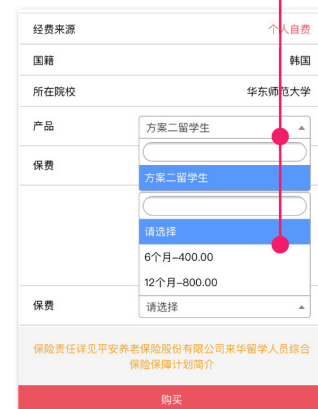 经费来源 个人自费
国籍 韩国
所在院校 华东师范大学
产品 方案二留学生
保费
方案二留学生
请选择
6个月–400.00
12个月–800.00
保费 请选择
保险责任详见平安养老保险股份有限公司来华留学人员综合
保险保障计划简介
购买